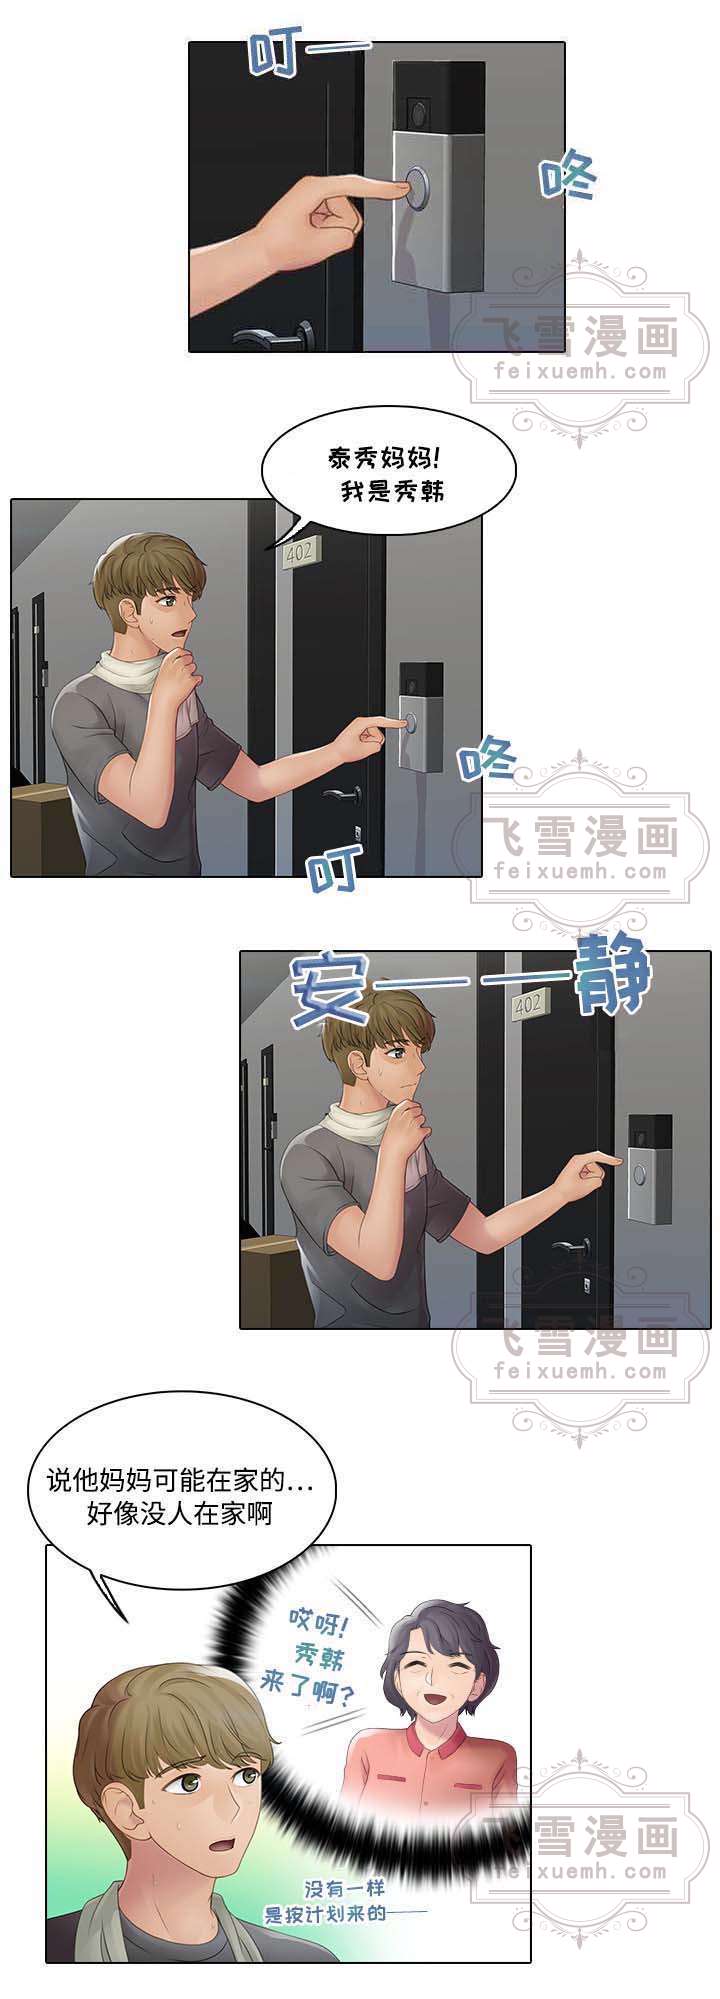 叮一
咚
飞雪漫画
feixuemh.com
泰秀妈妈!
我是秀韩
402
咚
叮
飞雪漫画
feixuemh.com
安——静
402
飞雪漫画
feixuemh.com
说他妈妈可能在家的...
好像没人在家啊
哎呀!
秀韩
来了啊?
飞雪漫画
feixuemh.com
没有一样
是按计划来的——